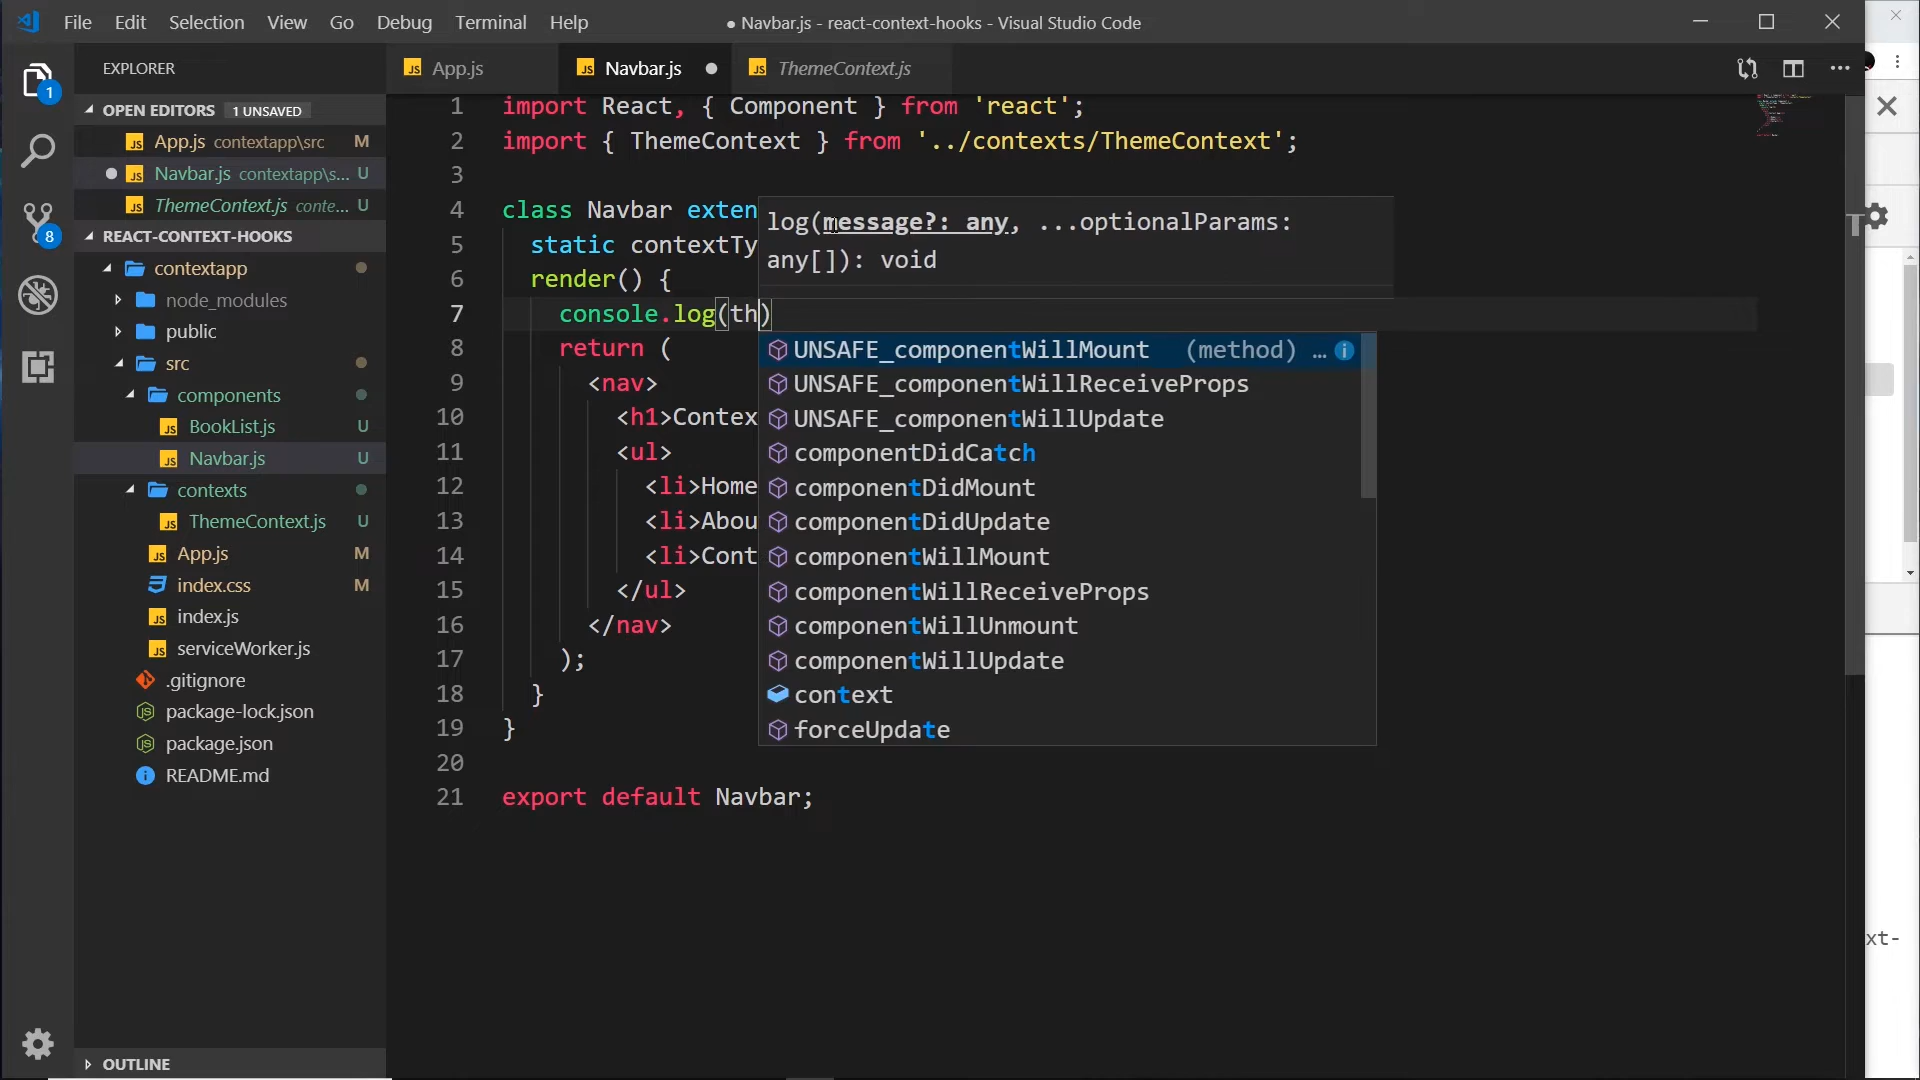 File Edit Selection View Go Debug Terminal Help
● Navbar.js - react-context-hooks - Visual Studio Code
EXPLORER
App.js
Navbar.js
ThemeContext.js
OPEN EDITORS 1 UNSAVED
App.js contextapp\src M
Navbar.js contextapp\s... U
ThemeContext.js conte... U
REACT-CONTEXT-HOOKS
contextapp
node_modules
public
src
components
BookList.js U
Navbar.js U
contexts
ThemeContext.js U
App.js M
index.css M
index.js
serviceWorker.js
.gitignore
package-lock.json
package.json
README.md
OUTLINE
1
8
1 import React, { Component } from 'react';
2 import { ThemeContext } from '../contexts/ThemeContext';
3
4 class Navbar exten
5 static contextTy
6 render() {
7 console.log(th)
8 return (
9 <nav>
10 <h1>Contex
11 <ul>
12 <li>Home
13 <li>Abou
14 <li>Cont
15 </ul>
16 </nav>
17 );
18 }
19 }
20
21 export default Navbar;
log(message?: any, ...optionalParams:
any[]): void
UNSAFE_componentWillMount (method) ...
UNSAFE_componentWillReceiveProps
UNSAFE_componentWillUpdate
componentDidCatch
componentDidMount
componentDidUpdate
componentWillMount
componentWillReceiveProps
componentWillUnmount
componentWillUpdate
context
forceUpdate
xt-